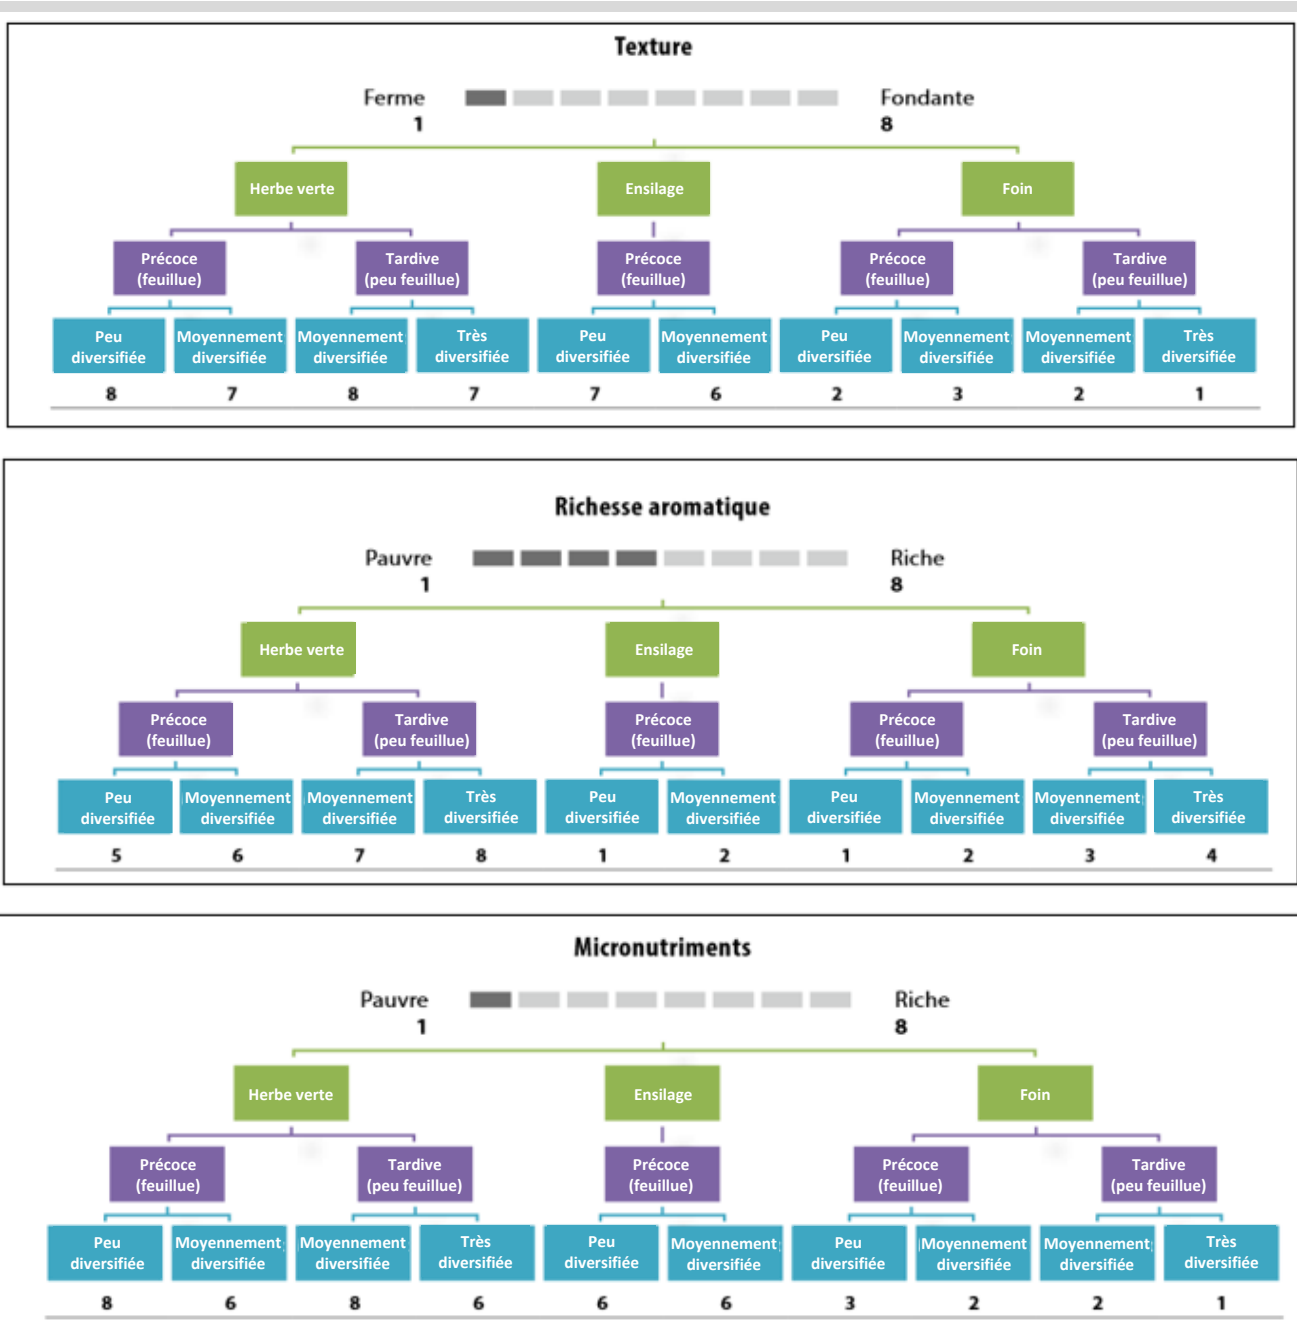 Texture
Ferme Fondante
1 8
Herbe verte Ensilage Foin
Précoce Tardive Précoce Précoce Tardive
(feuillue) (peu feuillue) (feuillue) (feuillue) (peu feuillue)
Peu Moyennement Moyennement Très Peu Moyennement Peu Moyennement Moyennement Très
diversifiée diversifiée diversifiée diversifiée diversifiée diversifiée diversifiée diversifiée diversifiée diversifiée
8 7 8 7 7 6 2 3 2 1
Richesse aromatique
Pauvre Riche
1 8
Herbe verte Ensilage Foin
Précoce Tardive Précoce Précoce Tardive
(feuillue) (peu feuillue) (feuillue) (feuillue) (peu feuillue)
Peu Moyennement Moyennement Très Peu Moyennement Peu Moyennement Moyennement Très
diversifiée diversifiée diversifiée diversifiée diversifiée diversifiée diversifiée diversifiée diversifiée diversifiée
5 6 7 8 1 2 1 2 3 4
Micronutriments
Pauvre Riche
1 8
Herbe verte Ensilage Foin
Précoce Tardive Précoce Précoce Tardive
(feuillue) (peu feuillue) (feuillue) (feuillue) (peu feuillue)
Peu Moyennement Moyennement Très Peu Moyennement Peu Moyennement Moyennement Très
diversifiée diversifiée diversifiée diversifiée diversifiée diversifiée diversifiée diversifiée diversifiée diversifiée
8 6 8 6 6 6 3 2 2 1